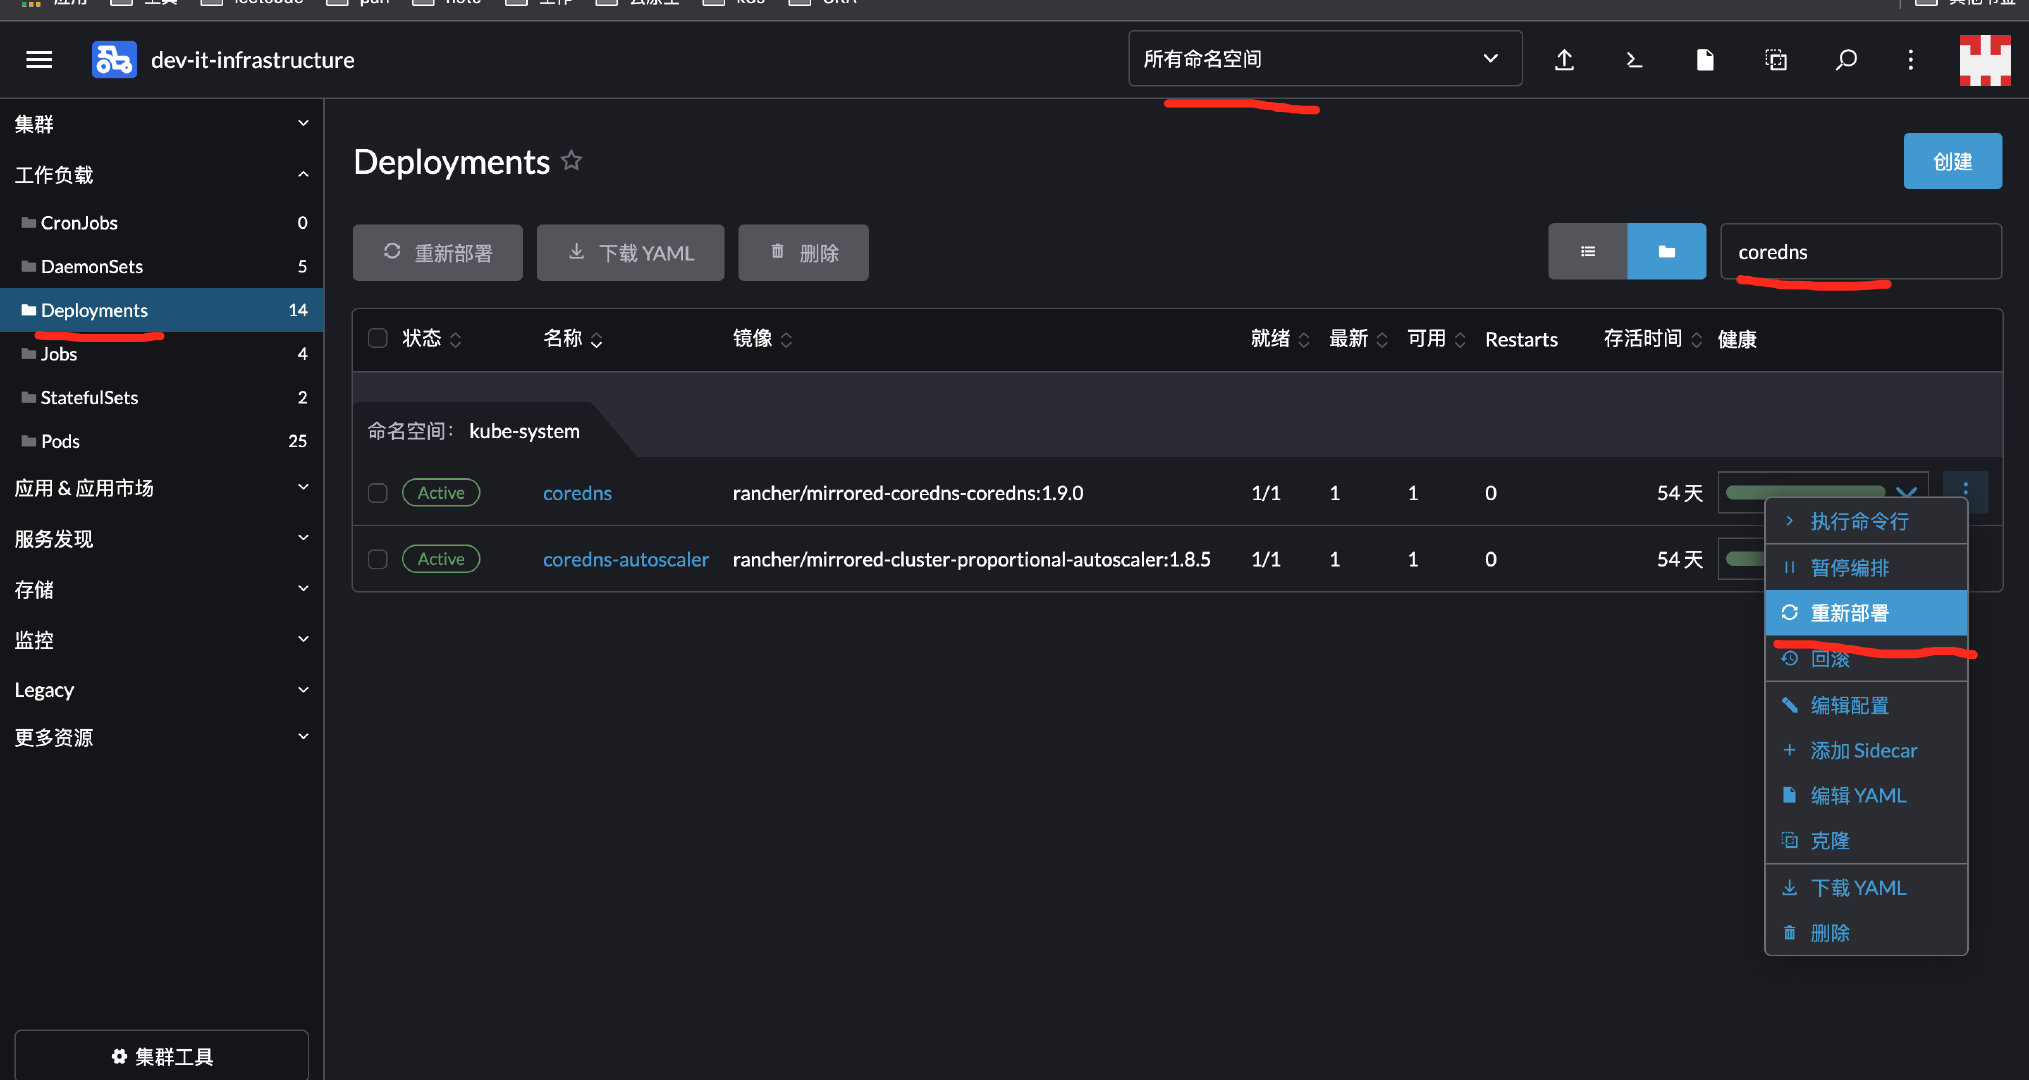 dev-it-infrastructure
所有命名空间
集群
工作负载
CronJobs 0
DaemonSets 5
Deployments 14
Jobs 4
StatefulSets 2
Pods 25
应用 & 应用市场
服务发现
存储
监控
Legacy
更多资源
集群工具
Deployments
创建
重新部署
下载 YAML
删除
coredns
状态 名称 镜像 就绪 最新 可用 Restarts 存活时间 健康
命名空间: kube-system
Active coredns rancher/mirrored-coredns-coredns:1.9.0 1/1 1 1 0 54 天
Active coredns-autoscaler rancher/mirrored-cluster-proportional-autoscaler:1.8.5 1/1 1 1 0 54 天
执行命令行
暂停编排
重新部署
回滚
编辑配置
添加 Sidecar
编辑 YAML
克隆
下载 YAML
删除